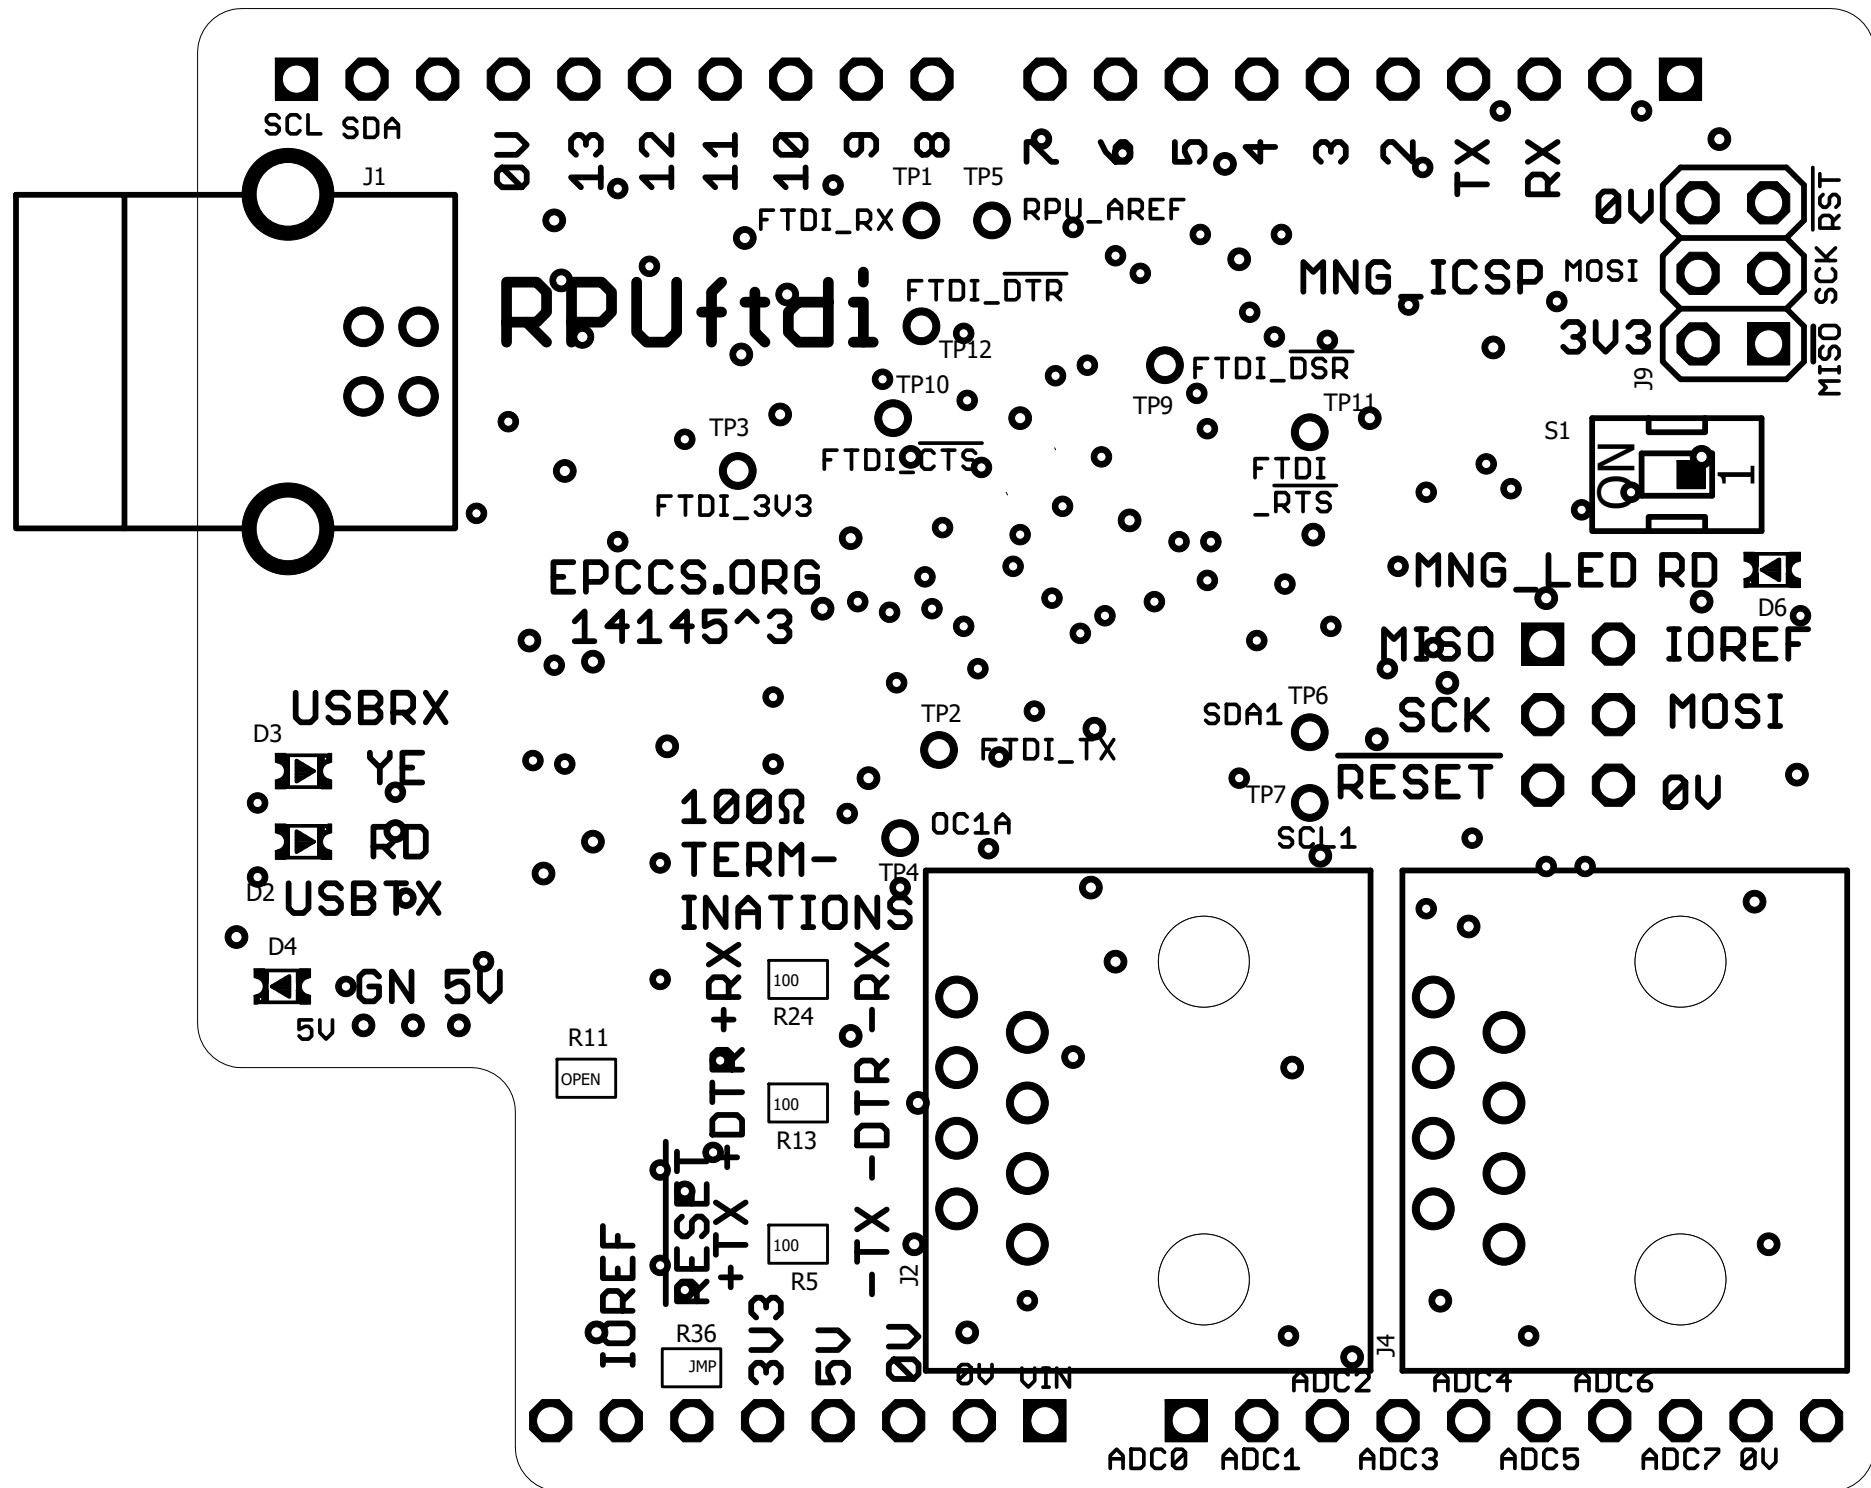 SCL SDA
0V 13 12 11 10 9 8 7 6 5 4 3 2 TX RX
J1
TP1 TP5
FTDI_RX RPU_AREF
0V RST
RPUftdi
FTDI_DTR
MNG_ICSP MOSI SCK
TP12
3V3 MISO
J9
FTDI_DSR
TP9
TP10
TP11
TP3
FTDI_CTS
FTDI
_RTS
FTDI_3V3
S1
ON 1
EPCCS.ORG
14145^3
MNG_LED RD
D6
MISO IOREF
SCK MOSI
RESET 0V
SDA1 TP6
TP7
SCL1
TP2
FTDI_TX
OC1A
TP4
USBRX
D3 YE
RD
D2 USBTX
D4
GN 5V
5V
100Ω
TERM-
INATIONS
+RX 100 -RX
R24
R11
OPEN
+DTR 100 -DTR
R13
+TX 100 -TX
R5
J2
J4
IOREF RESET 3V3 5V 0V 0V VIN
R36
JMP
ADC2 ADC4 ADC6
ADC0 ADC1 ADC3 ADC5 ADC7 0V